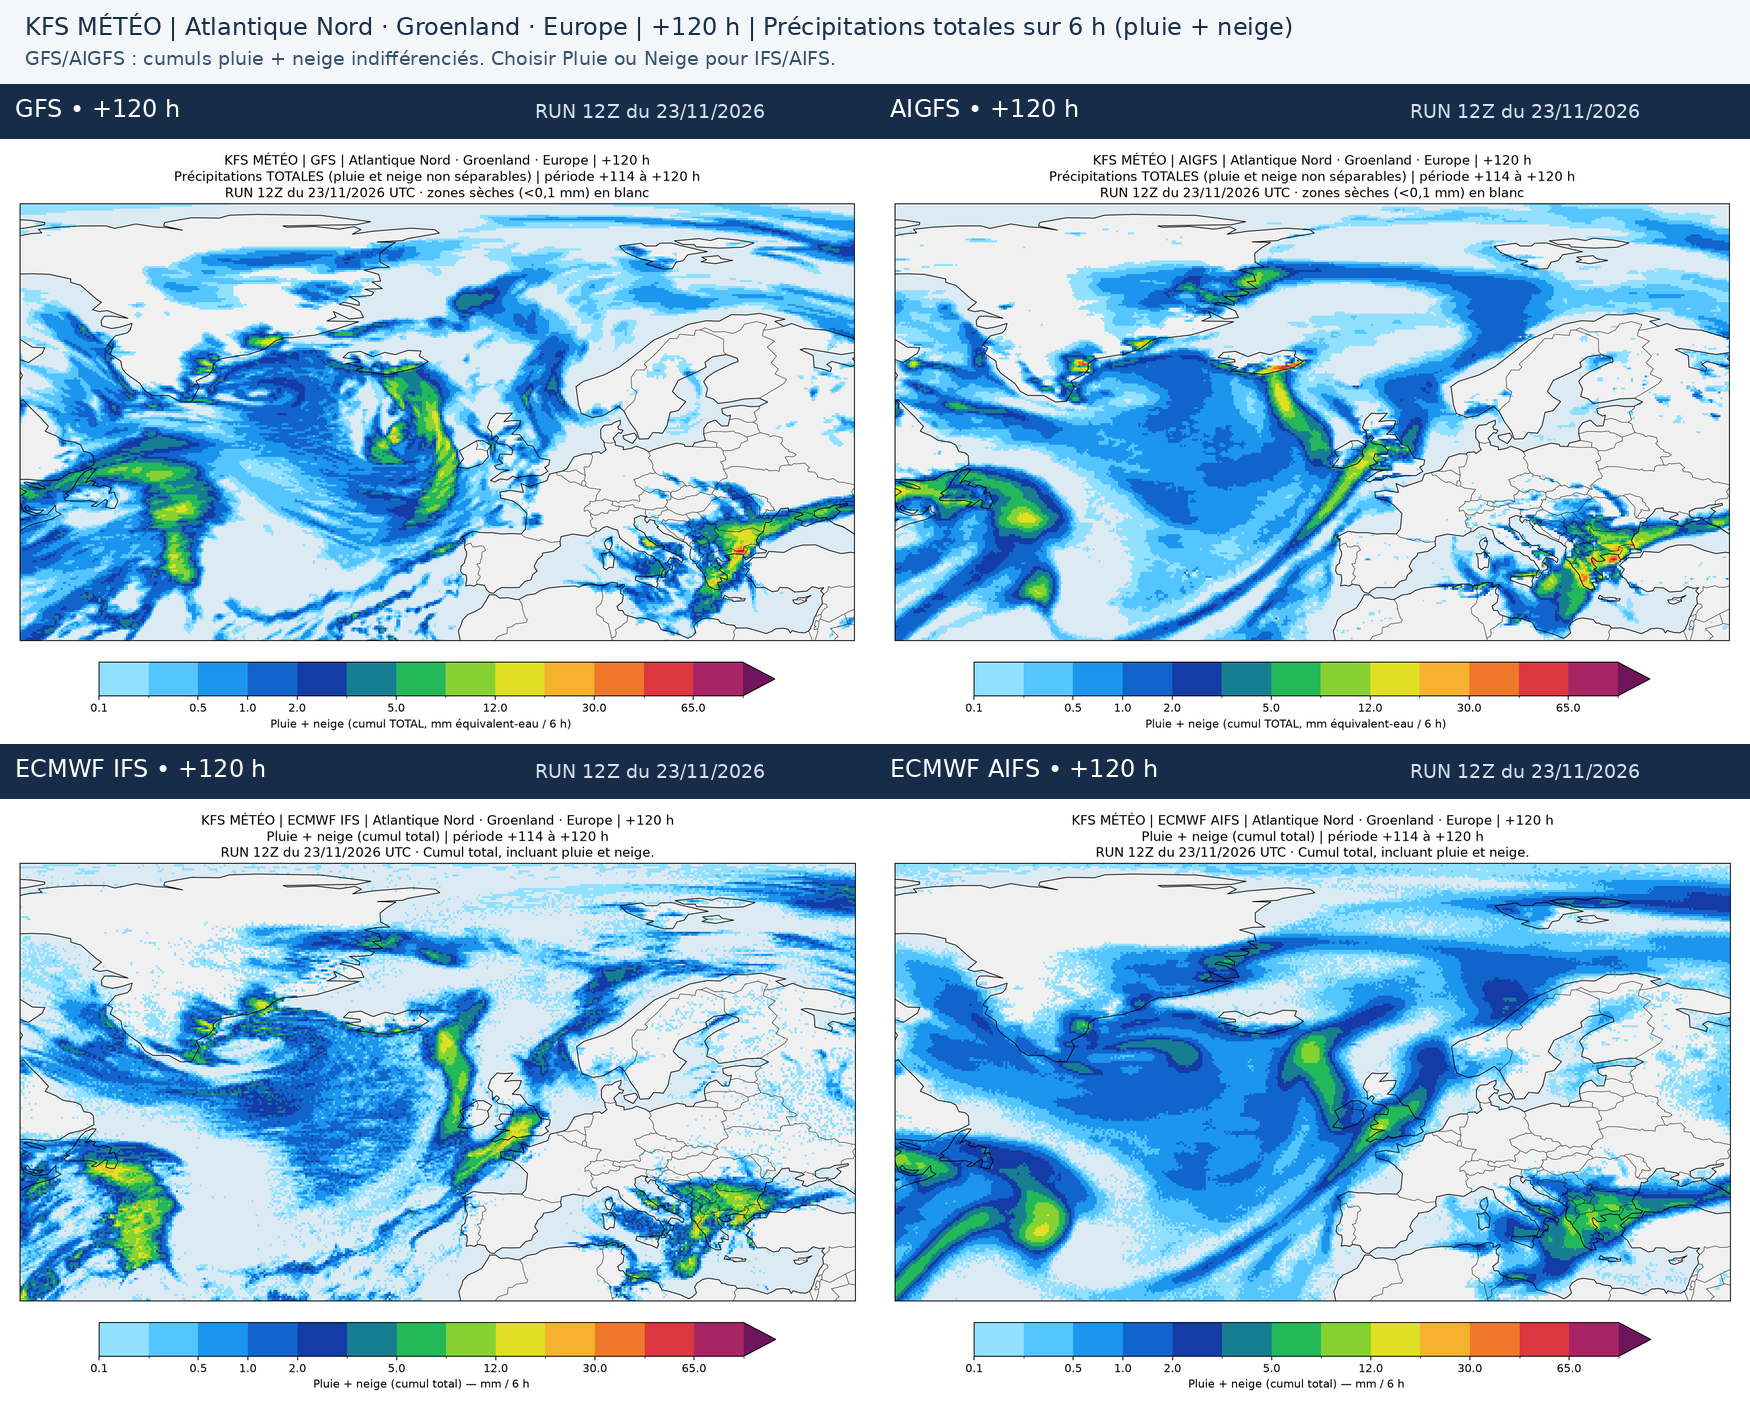 KFS MÉTÉO | Atlantique Nord · Groenland · Europe | +120 h | Précipitations totales sur 6 h (pluie + neige)
GFS/AIGFS : cumuls pluie + neige indifférenciés. Choisir Pluie ou Neige pour IFS/AIFS.
GFS • +120 h
RUN 12Z du 23/11/2026
AIGFS • +120 h
RUN 12Z du 23/11/2026
KFS MÉTÉO | GFS | Atlantique Nord · Groenland · Europe | +120 h
Précipitations TOTALES (pluie et neige non séparables) | période +114 à +120 h
RUN 12Z du 23/11/2026 UTC · zones sèches (<0,1 mm) en blanc
KFS MÉTÉO | AIGFS | Atlantique Nord · Groenland · Europe | +120 h
Précipitations TOTALES (pluie et neige non séparables) | période +114 à +120 h
RUN 12Z du 23/11/2026 UTC · zones sèches (<0,1 mm) en blanc
0.1 0.5 1.0 2.0 5.0 12.0 30.0 65.0
Pluie + neige (cumul TOTAL, mm équivalent-eau / 6 h)
0.1 0.5 1.0 2.0 5.0 12.0 30.0 65.0
Pluie + neige (cumul TOTAL, mm équivalent-eau / 6 h)
ECMWF IFS • +120 h
RUN 12Z du 23/11/2026
ECMWF AIFS • +120 h
RUN 12Z du 23/11/2026
KFS MÉTÉO | ECMWF IFS | Atlantique Nord · Groenland · Europe | +120 h
Pluie + neige (cumul total) | période +114 à +120 h
RUN 12Z du 23/11/2026 UTC · Cumul total, incluant pluie et neige.
KFS MÉTÉO | ECMWF AIFS | Atlantique Nord · Groenland · Europe | +120 h
Pluie + neige (cumul total) | période +114 à +120 h
RUN 12Z du 23/11/2026 UTC · Cumul total, incluant pluie et neige.
0.1 0.5 1.0 2.0 5.0 12.0 30.0 65.0
Pluie + neige (cumul total) — mm / 6 h
0.1 0.5 1.0 2.0 5.0 12.0 30.0 65.0
Pluie + neige (cumul total) — mm / 6 h